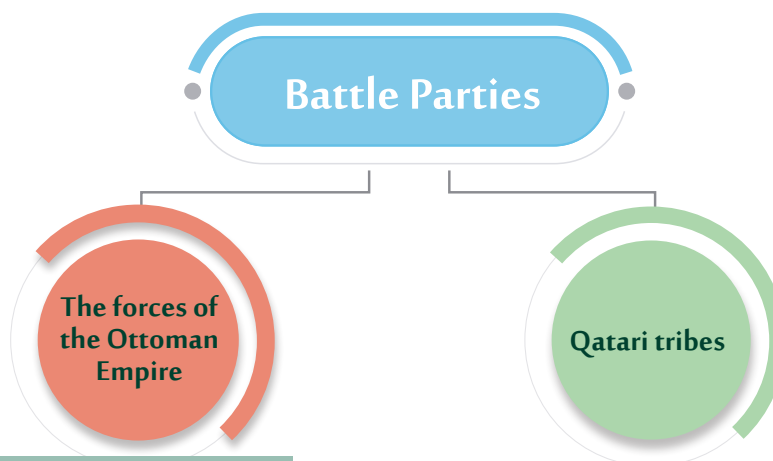 Battle Parties
The forces of
the Ottoman
Empire
Qatari tribes